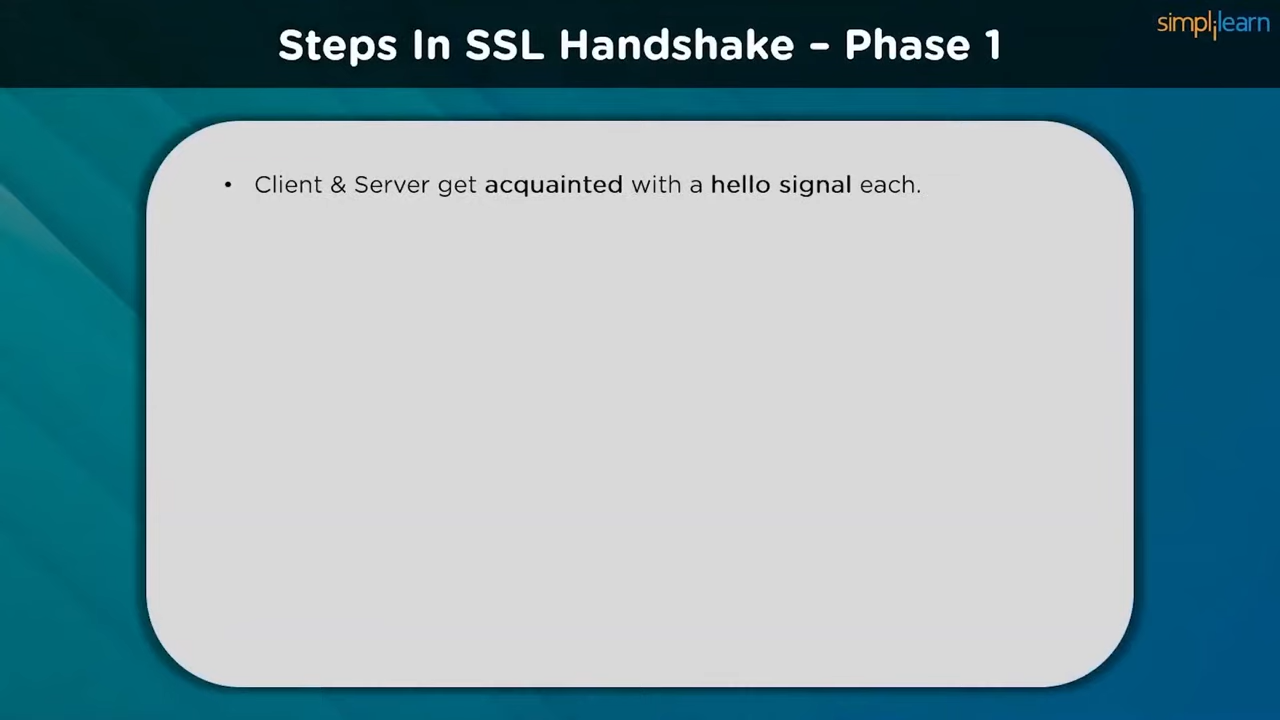 Steps In SSL Handshake – Phase 1
simplilearn
• Client & Server get acquainted with a hello signal each.